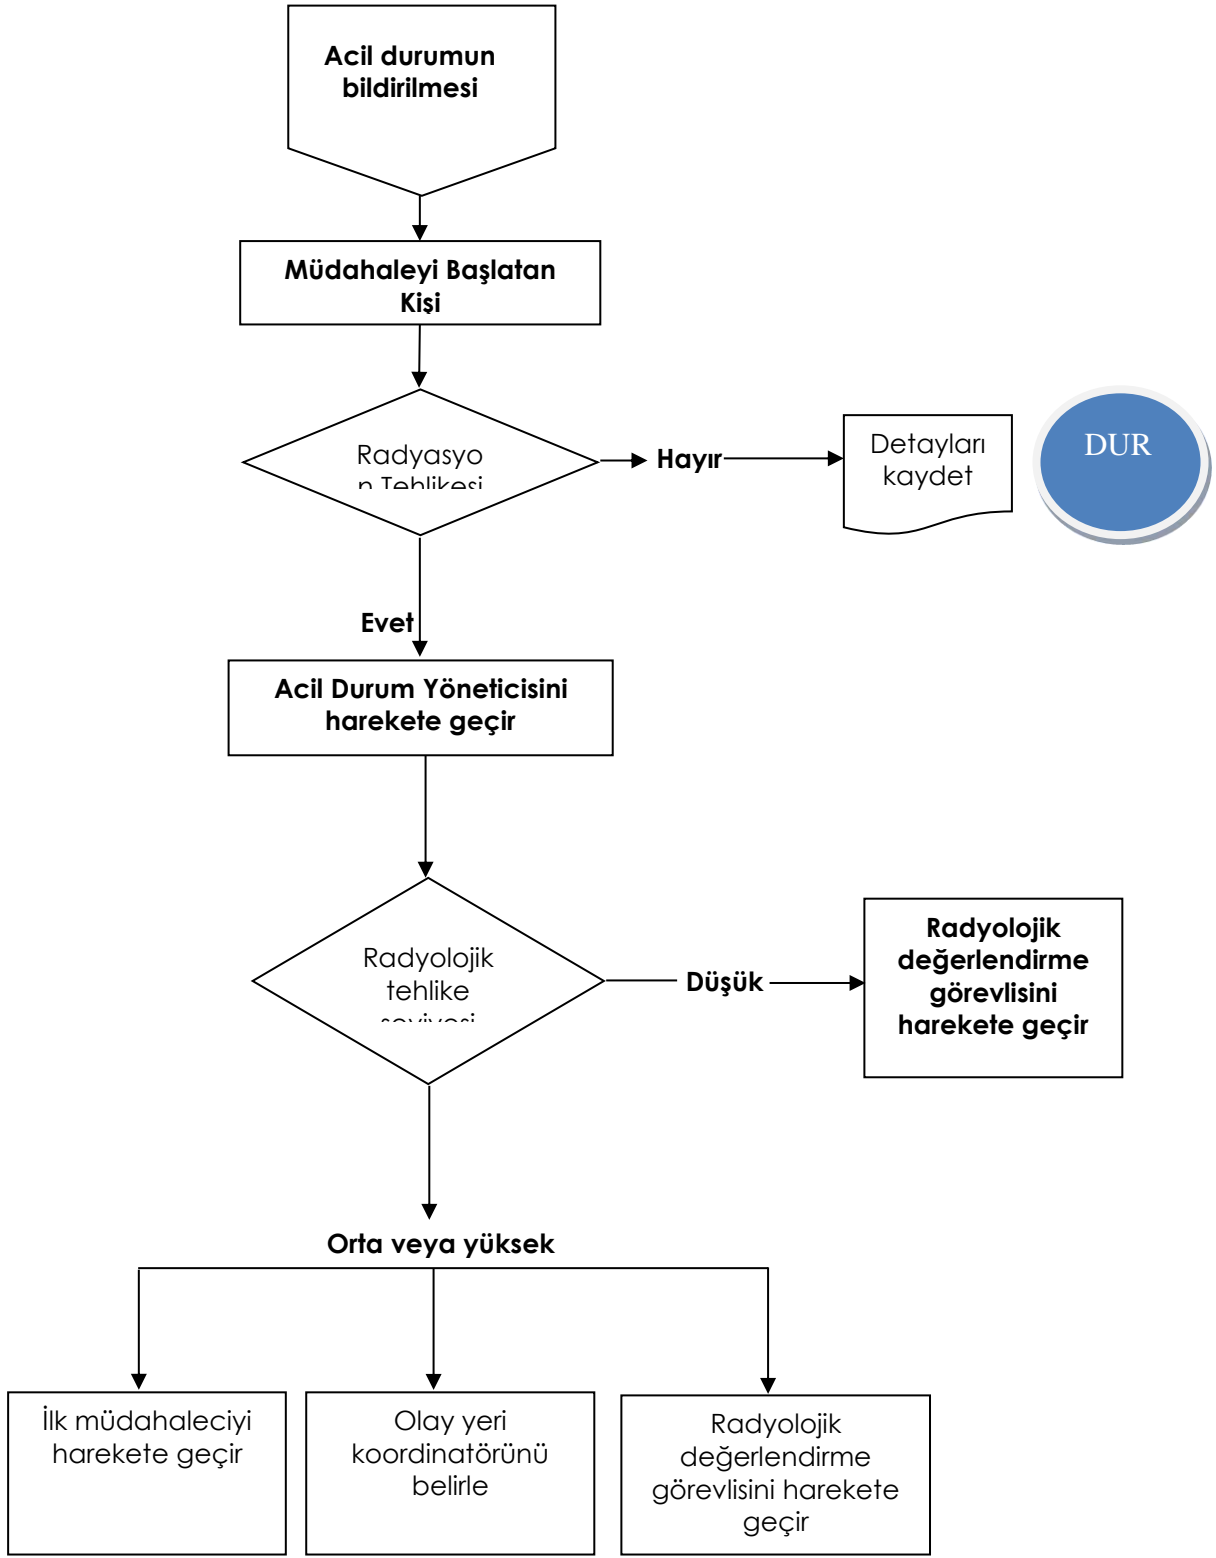 Acil durumun
bildirilmesi
Müdahaleyi Başlatan
Kişi
Radyasyo
n Tehlikesi
Hayır
Detayları
kaydet
DUR
Evet
Acil Durum Yöneticisini
harekete geçir
Radyolojik
tehlike
seviyesi
Düşük
Radyolojik
değerlendirme
görevlisini
harekete geçir
Orta veya yüksek
İlk müdahaleciyi
harekete geçir
Olay yeri
koordinatörünü
belirle
Radyolojik
değerlendirme
görevlisini harekete
geçir